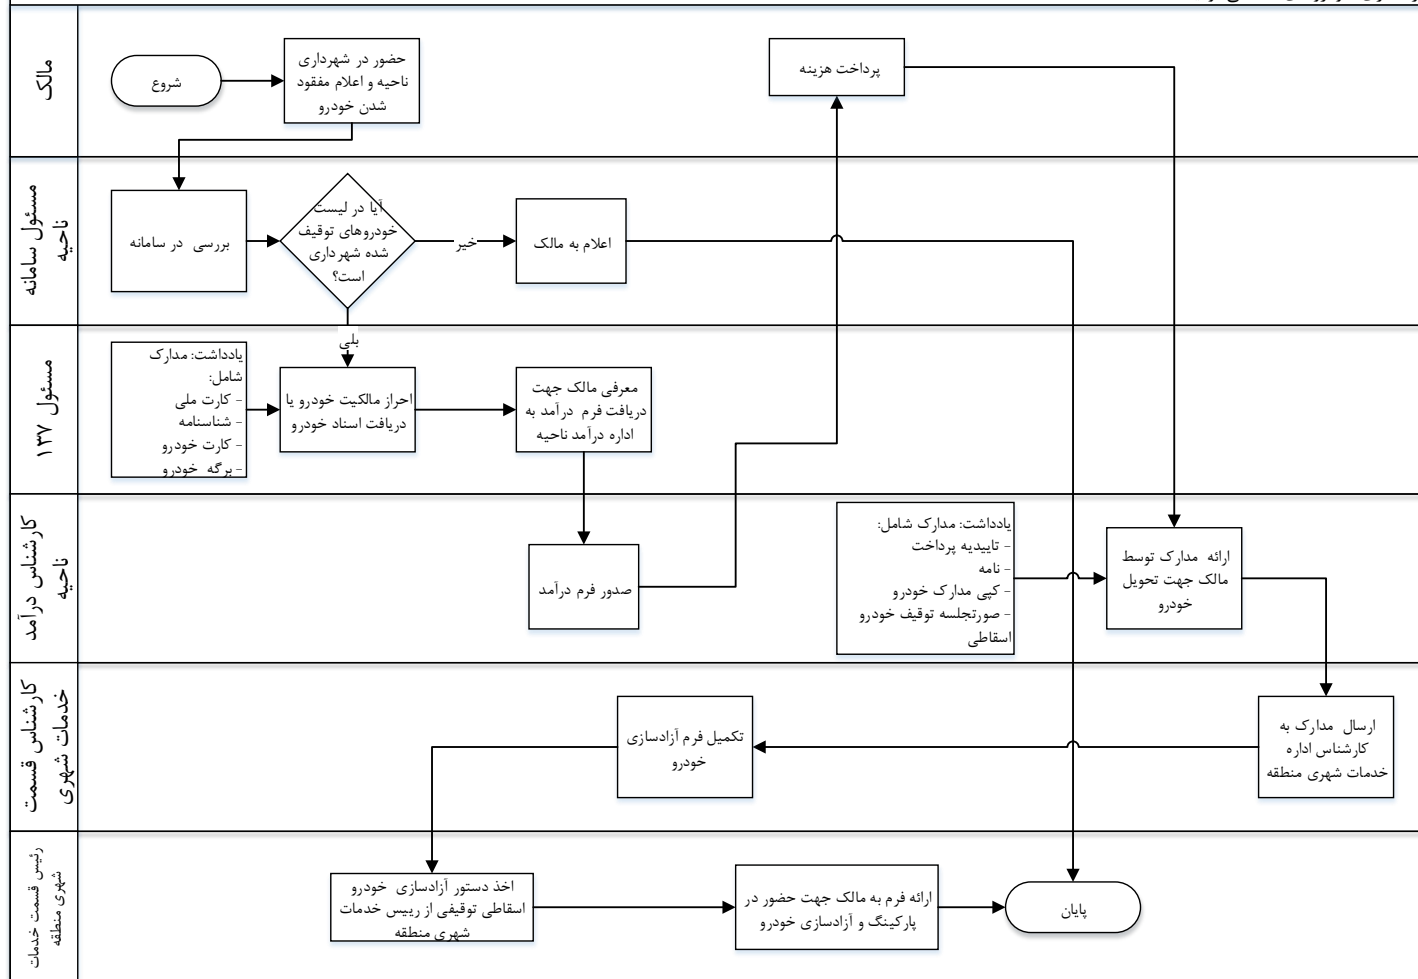 مالک
شروع
حضور در شهرداری
ناحیه و اعلام مفقود
شدن خودرو
پرداخت هزینه
مسئول سامانه
ناحیه
بررسی در سامانه
آیا در لیست
خودروهای توقیف
شده شهرداری
است؟
خیر
اعلام به مالک
بلی
مسئول ۱۳۷
یادداشت: مدارک
شامل:
- کارت ملی
- شناسنامه
- کارت خودرو
- برگه خودرو
احراز مالکیت خودرو یا
دریافت اسناد خودرو
معرفی مالک جهت
دریافت فرم درآمد به
اداره درآمد ناحیه
کارشناس درآمد
ناحیه
صدور فرم درآمد
یادداشت: مدارک شامل:
- تاییدیه پرداخت
- نامه
- کپی مدارک خودرو
- صورتجلسه توقیف خودرو
اسقاطی
ارائه مدارک توسط
مالک جهت تحویل
خودرو
کارشناس قسمت
خدمات شهری
ارسال مدارک به
کارشناس اداره
خدمات شهری منطقه
تکمیل فرم آزادسازی
خودرو
رئیس قسمت خدمات
شهری منطقه
اخذ دستور آزادسازی خودرو
اسقاطی توقیفی از رییس خدمات
شهری منطقه
ارائه فرم به مالک جهت حضور در
پارکینگ و آزادسازی خودرو
پایان